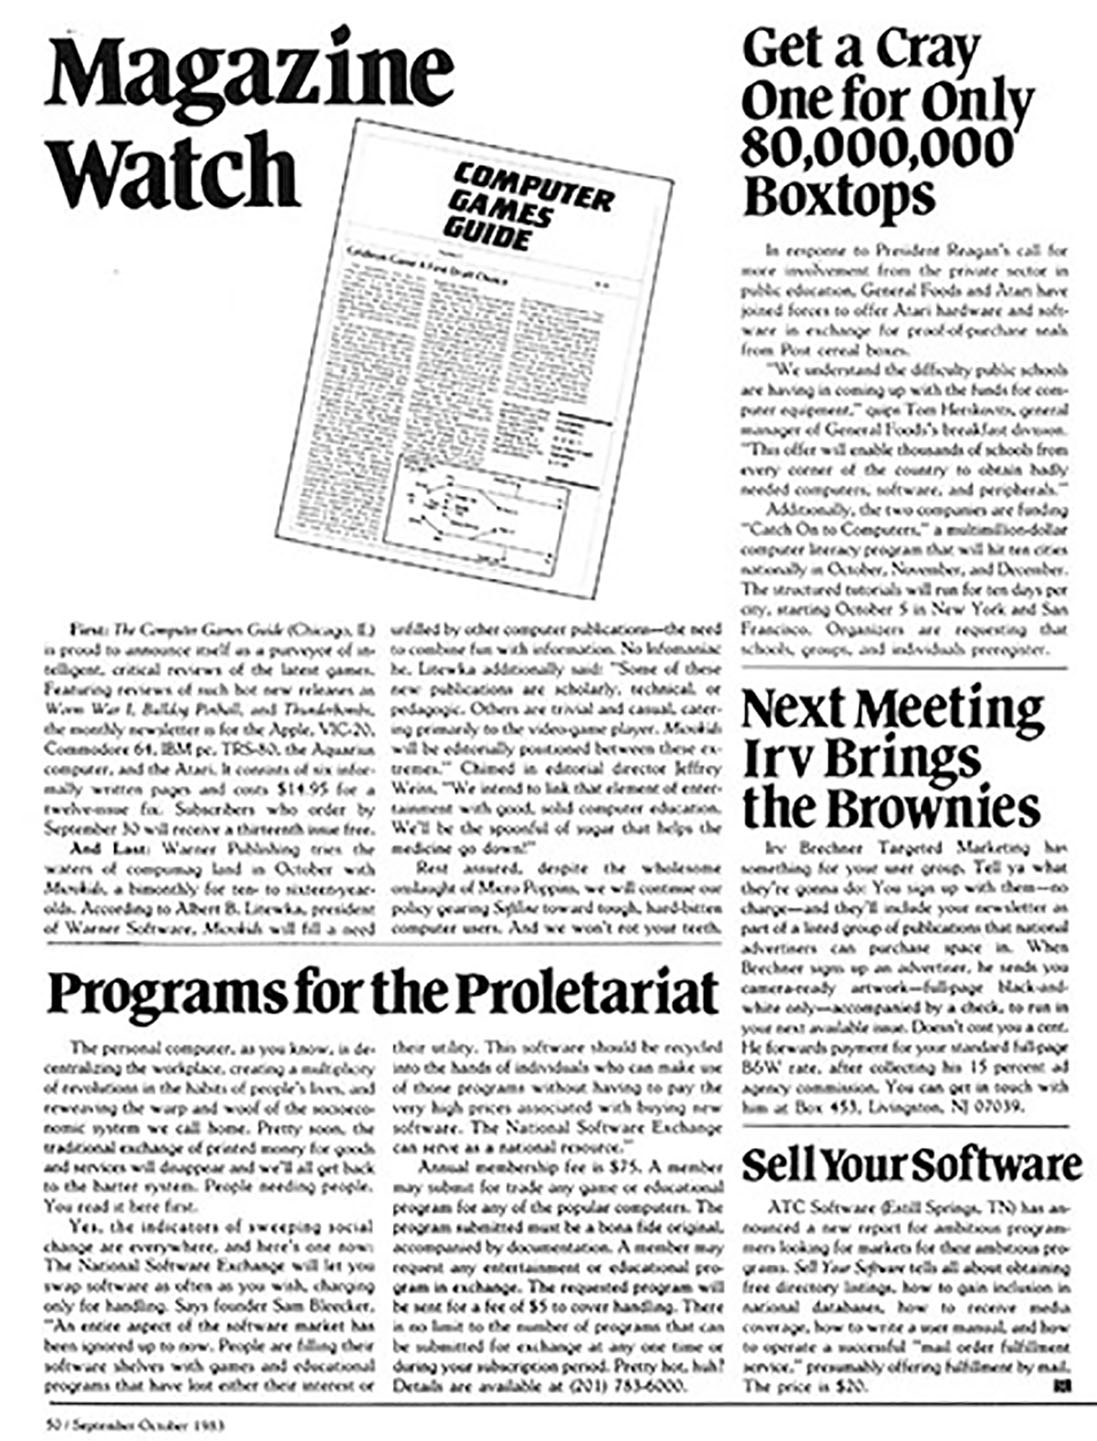 Magazine
Watch
COMPUTER
GAMES
GUIDE
Gridiron Game A First Draft Choice
First: The Computer Games Guide (Chicago, IL)
is proud to announce itself as a purveyor of in-
telligent, critical reviews of the latest games.
Featuring reviews of such hot new releases as
Worm War I, Bulldog Pinball, and Thunderbombs,
the monthly newsletter is for the Apple, VIC-20,
Commodore 64, IBM pc, TRS-80, the Aquarius
computer, and the Atari. It consists of six infor-
mally written pages and costs $14.95 for a
twelve-issue fix. Subscribers who order by
September 30 will receive a thirteenth issue free.
And Last: Warner Publishing tries the
waters of compumag land in October with
Microkids, a bimonthly for ten- to sixteen-year-
olds. According to Albert B. Litewka, president
of Warner Software, Microkids will fill a need
unfilled by other computer publications—the need
to combine fun with information. No Infomaniac
he, Litewka additionally said: "Some of these
new publications are scholarly, technical, or
pedagogic. Others are trivial and casual, cater-
ing primarily to the video-game player. Microkids
will be editorially positioned between these ex-
tremes." Chimed in editorial director Jeffrey
Weiss, "We intend to link that element of enter-
tainment with good, solid computer education.
We'll be the spoonful of sugar that helps the
medicine go down!"
Rest assured, despite the wholesome
onslaught of Micro Poppins, we will continue our
policy gearing Softline toward tough, hard-bitten
computer users. And we won't rot your teeth.
Programs for the Proletariat
The personal computer, as you know, is de-
centralizing the workplace, creating a multiplicity
of revolutions in the habits of people's lives, and
reweaving the warp and woof of the socioeco-
nomic system we call home. Pretty soon, the
traditional exchange of printed money for goods
and services will disappear and we'll all get back
to the barter system. People needing people.
You read it here first.
Yes, the indicators of sweeping social
change are everywhere, and here's one now:
The National Software Exchange will let you
swap software as often as you wish, charging
only for handling. Says founder Sam Bleecker,
"An entire aspect of the software market has
been ignored up to now. People are filling their
software shelves with games and educational
programs that have lost either their interest or
their utility. This software should be recycled
into the hands of individuals who can make use
of those programs without having to pay the
very high prices associated with buying new
software. The National Software Exchange
can serve as a national resource."
Annual membership fee is $75. A member
may submit for trade any game or educational
program for any of the popular computers. The
program submitted must be a bona fide original,
accompanied by documentation. A member may
request any entertainment or educational pro-
gram in exchange. The requested program will
be sent for a fee of $5 to cover handling. There
is no limit to the number of programs that can
be submitted for exchange at any one time or
during your subscription period. Pretty hot, huh?
Details are available at (201) 783-6000.
Get a Cray
One for Only
80,000,000
Boxtops
In response to President Reagan's call for
more involvement from the private sector in
public education, General Foods and Atari have
joined forces to offer Atari hardware and soft-
ware in exchange for proof-of-purchase seals
from Post cereal boxes.
"We understand the difficulty public schools
are having in coming up with the funds for com-
puter equipment," quips Tom Herskovits, general
manager of General Foods's breakfast division.
"This offer will enable thousands of schools from
every corner of the country to obtain badly
needed computers, software, and peripherals."
Additionally, the two companies are funding
"Catch On to Computers," a multimillion-dollar
computer literacy program that will hit ten cities
nationally in October, November, and December.
The structured tutorials will run for ten days per
city, starting October 5 in New York and San
Francisco. Organizers are requesting that
schools, groups, and individuals preregister.
Next Meeting
Irv Brings
the Brownies
Irv Brechner Targeted Marketing has
something for your user group. Tell ya what
they're gonna do: You sign up with them—no
charge—and they'll include your newsletter as
part of a listed group of publications that national
advertisers can purchase space in. When
Brechner signs up an advertiser, he sends you
camera-ready artwork—full-page black-and-
white only—accompanied by a check, to run in
your next available issue. Doesn't cost you a cent.
He forwards payment for your standard full-page
B&W rate, after collecting his 15 percent ad
agency commission. You can get in touch with
him at Box 453, Livingston, NJ 07039.
Sell Your Software
ATC Software (Estill Springs, TN) has an-
nounced a new report for ambitious program-
mers looking for markets for their ambitious pro-
grams. Sell Your Software tells all about obtaining
free directory listings, how to gain inclusion in
national databases, how to receive media
coverage, how to write a user manual, and how
to operate a successful "mail order fulfillment
service," presumably offering fulfillment by mail.
The price is $20.
50 / September October 1983